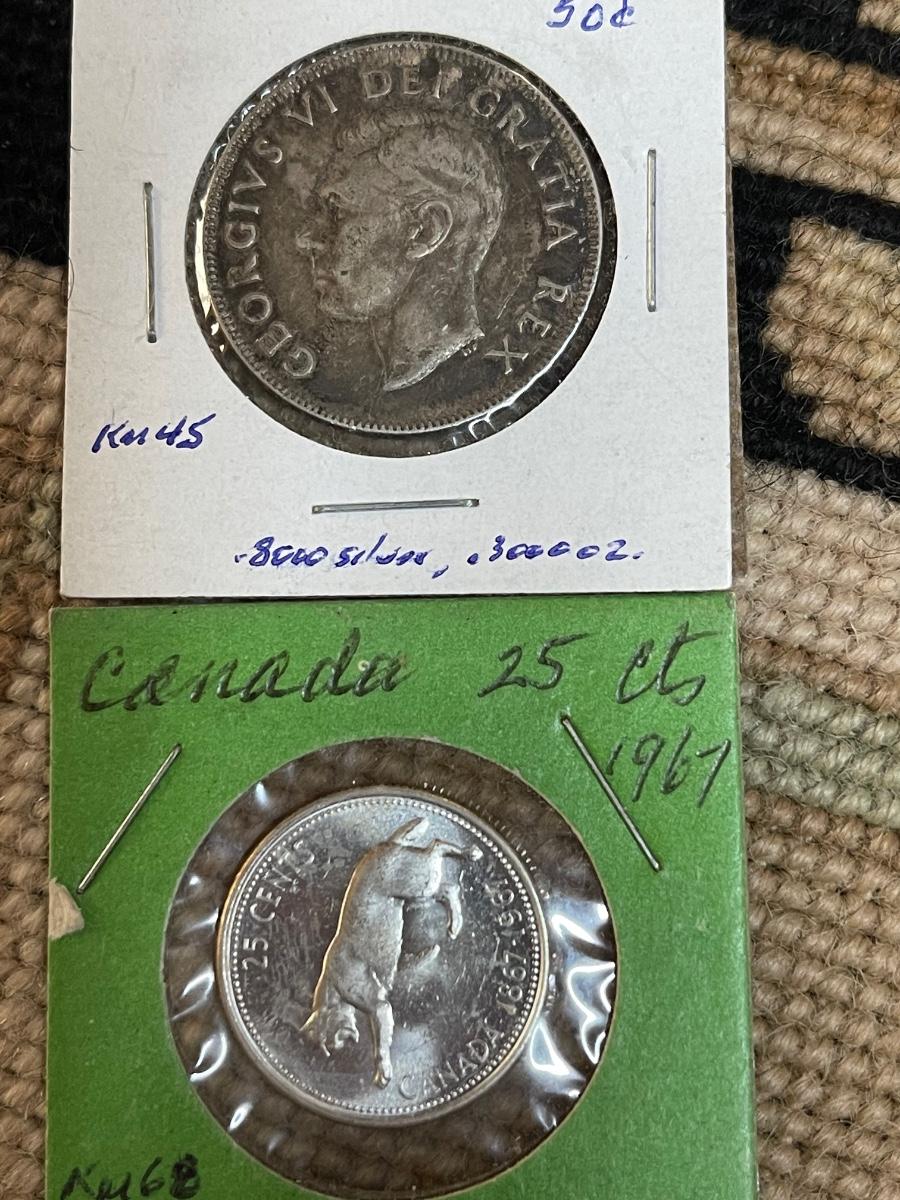 50¢
GEORGIVS VI DEI GRATIA REX
KM45
.8000 silver, .3000 oz.
Canada 25 cts
1967
25 CENTS
CANADA 1867-1967
KM68